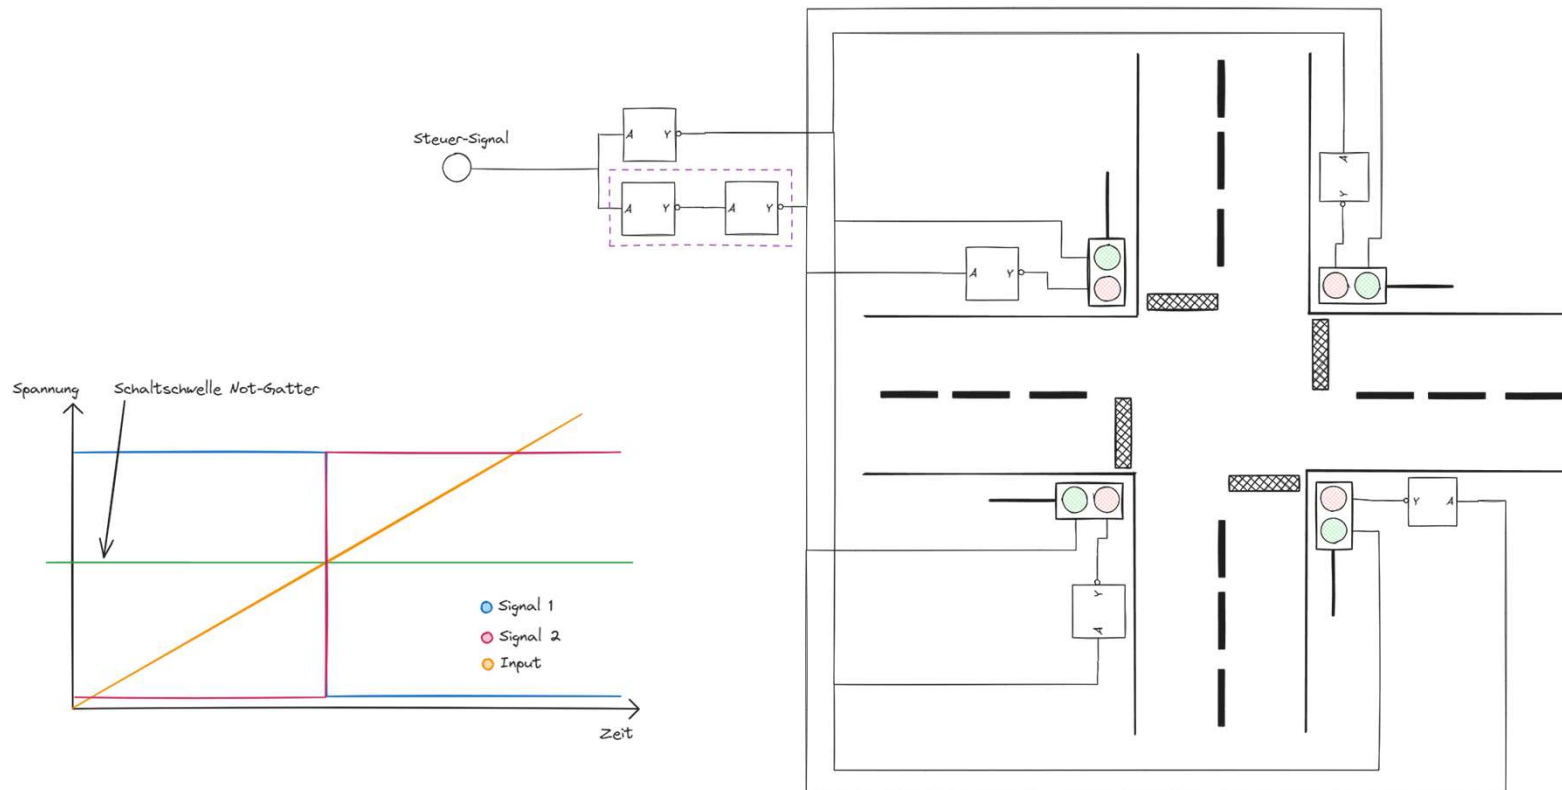 Steuer-Signal
A Y
A Y A Y
A Y
A
Y
Spannung
Schaltschwelle Not-Gatter
Y A
Y
A
Signal 1
Signal 2
Input
Zeit